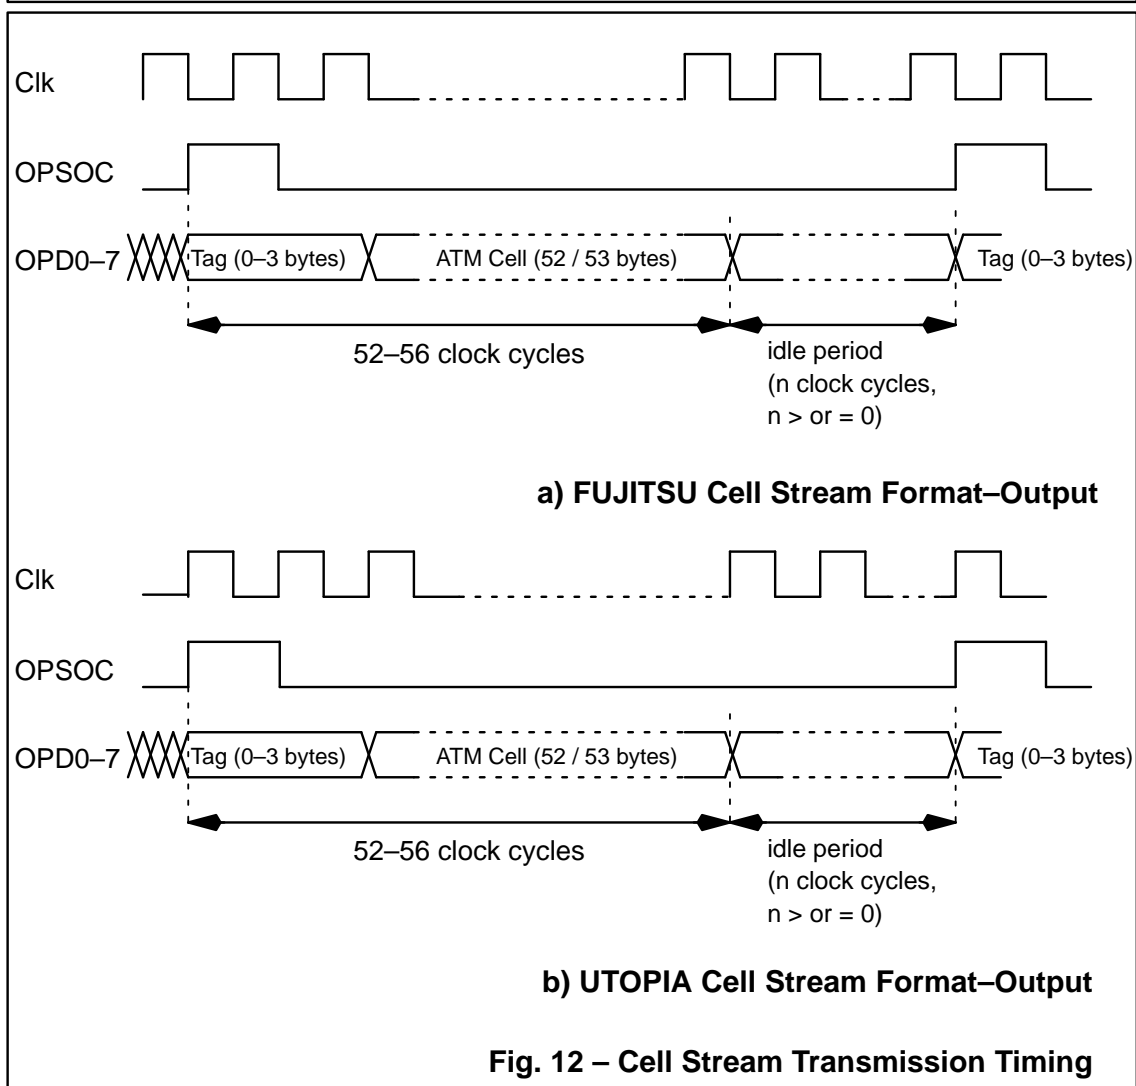 Clk
OPSOC
OPD0–7
Tag (0–3 bytes)
ATM Cell (52 / 53 bytes)
Tag (0–3 bytes)
52–56 clock cycles
idle period
(n clock cycles,
n > or = 0)
a) FUJITSU Cell Stream Format–Output
Clk
OPSOC
OPD0–7
Tag (0–3 bytes)
ATM Cell (52 / 53 bytes)
Tag (0–3 bytes)
52–56 clock cycles
idle period
(n clock cycles,
n > or = 0)
b) UTOPIA Cell Stream Format–Output
Fig. 12 – Cell Stream Transmission Timing